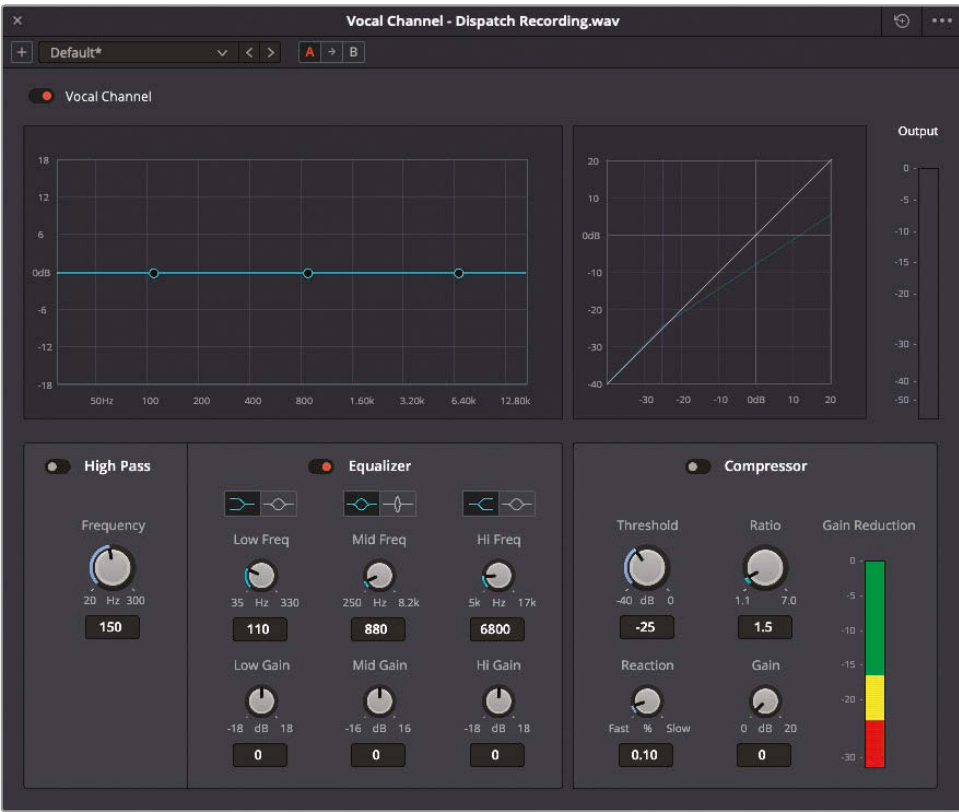 Vocal Channel - Dispatch Recording.wav
Default*
A
B
Vocal Channel
18
12
6
0dB
-6
-12
-18
50Hz 100 200 400 800 1.60k 3.20k 6.40k 12.80k
20
10
0dB
-10
-20
-30
-40
-30 -20 -10 0dB 10 20
Output
0 -
-5 -
-10 -
-15 -
-20 -
-30 -
-40 -
-50 -
High Pass
Frequency
20 Hz 300
150
Equalizer
Low Freq Mid Freq Hi Freq
35 Hz 330 250 Hz 8.2k 5k Hz 17k
110 880 6800
Low Gain Mid Gain Hi Gain
-18 dB 18 -16 dB 16 -18 dB 18
0 0 0
Compressor
Threshold Ratio Gain Reduction
-40 dB 0 1.1 7.0
-25 1.5
Reaction Gain
Fast % Slow 0 dB 20
0.10 0
0 -
-5 -
-10 -
-15 -
-20 -
-30 -